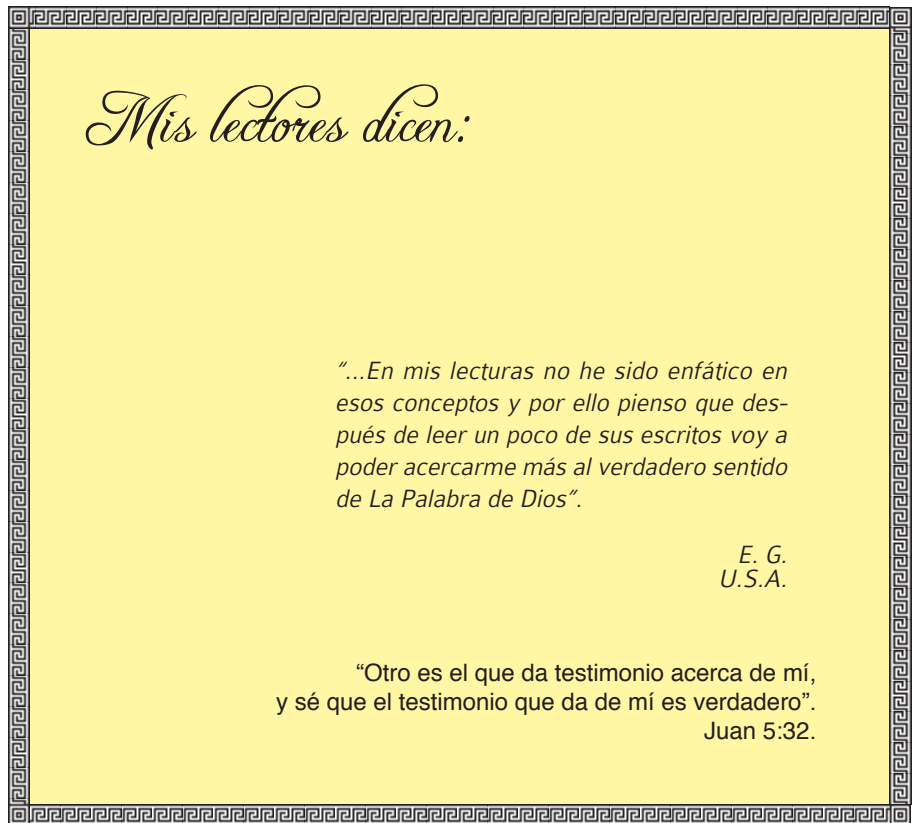 Mis lectores dicen:
“...En mis lecturas no he sido enfático en
esos conceptos y por ello pienso que des-
pués de leer un poco de sus escritos voy a
poder acercarme más al verdadero sentido
de La Palabra de Dios”.
E. G.
U.S.A.
“Otro es el que da testimonio acerca de mí,
y sé que el testimonio que da de mí es verdadero”.
Juan 5:32.